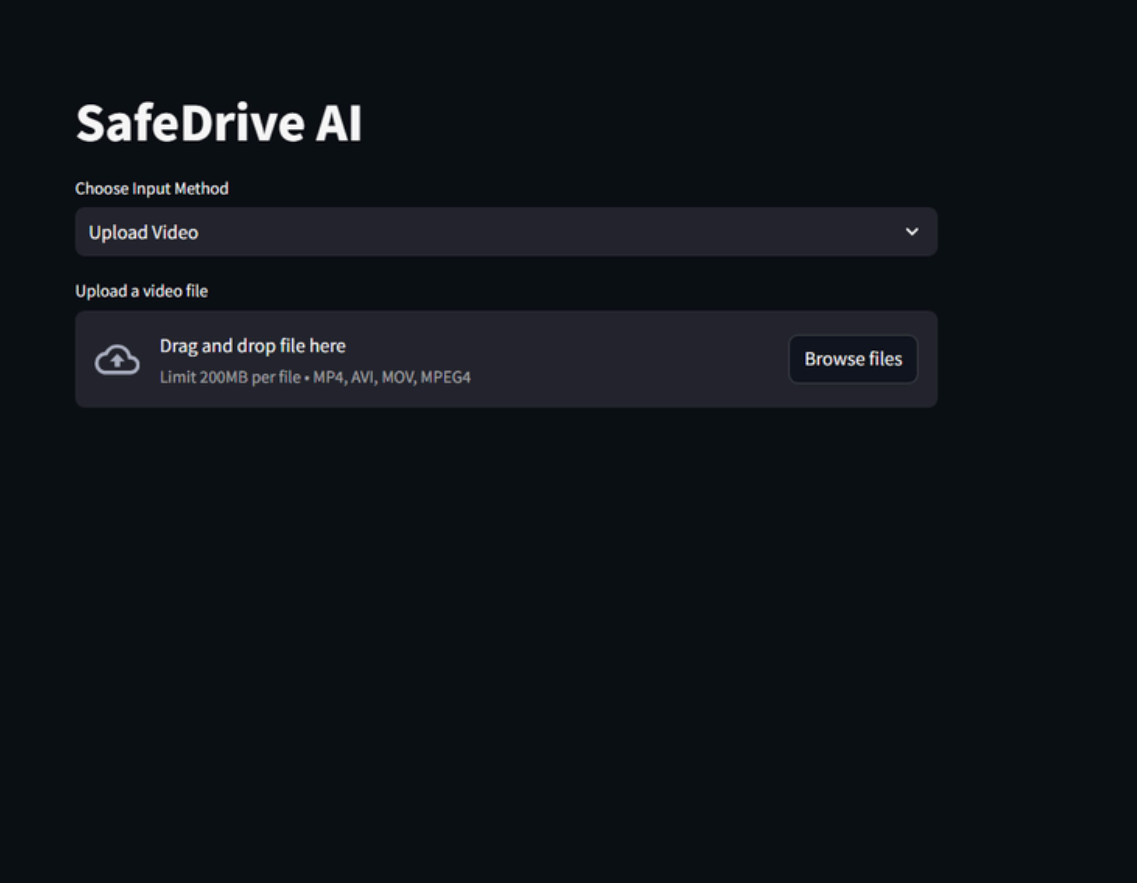 SafeDrive AI
Choose Input Method
Upload Video
Upload a video file
Drag and drop file here
Limit 200MB per file • MP4, AVI, MOV, MPEG4
Browse files